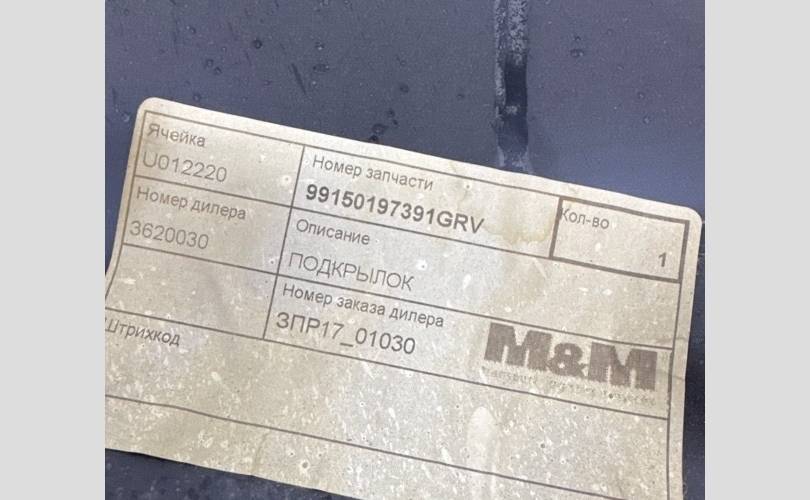 Ячейка
U012220
Номер запчасти
99150197391GRV
Кол-во
1
Номер дилера
3620030
Описание
ПОДКРЫЛОК
Номер заказа дилера
ЗПР17_01030
M&M
Штрихкод